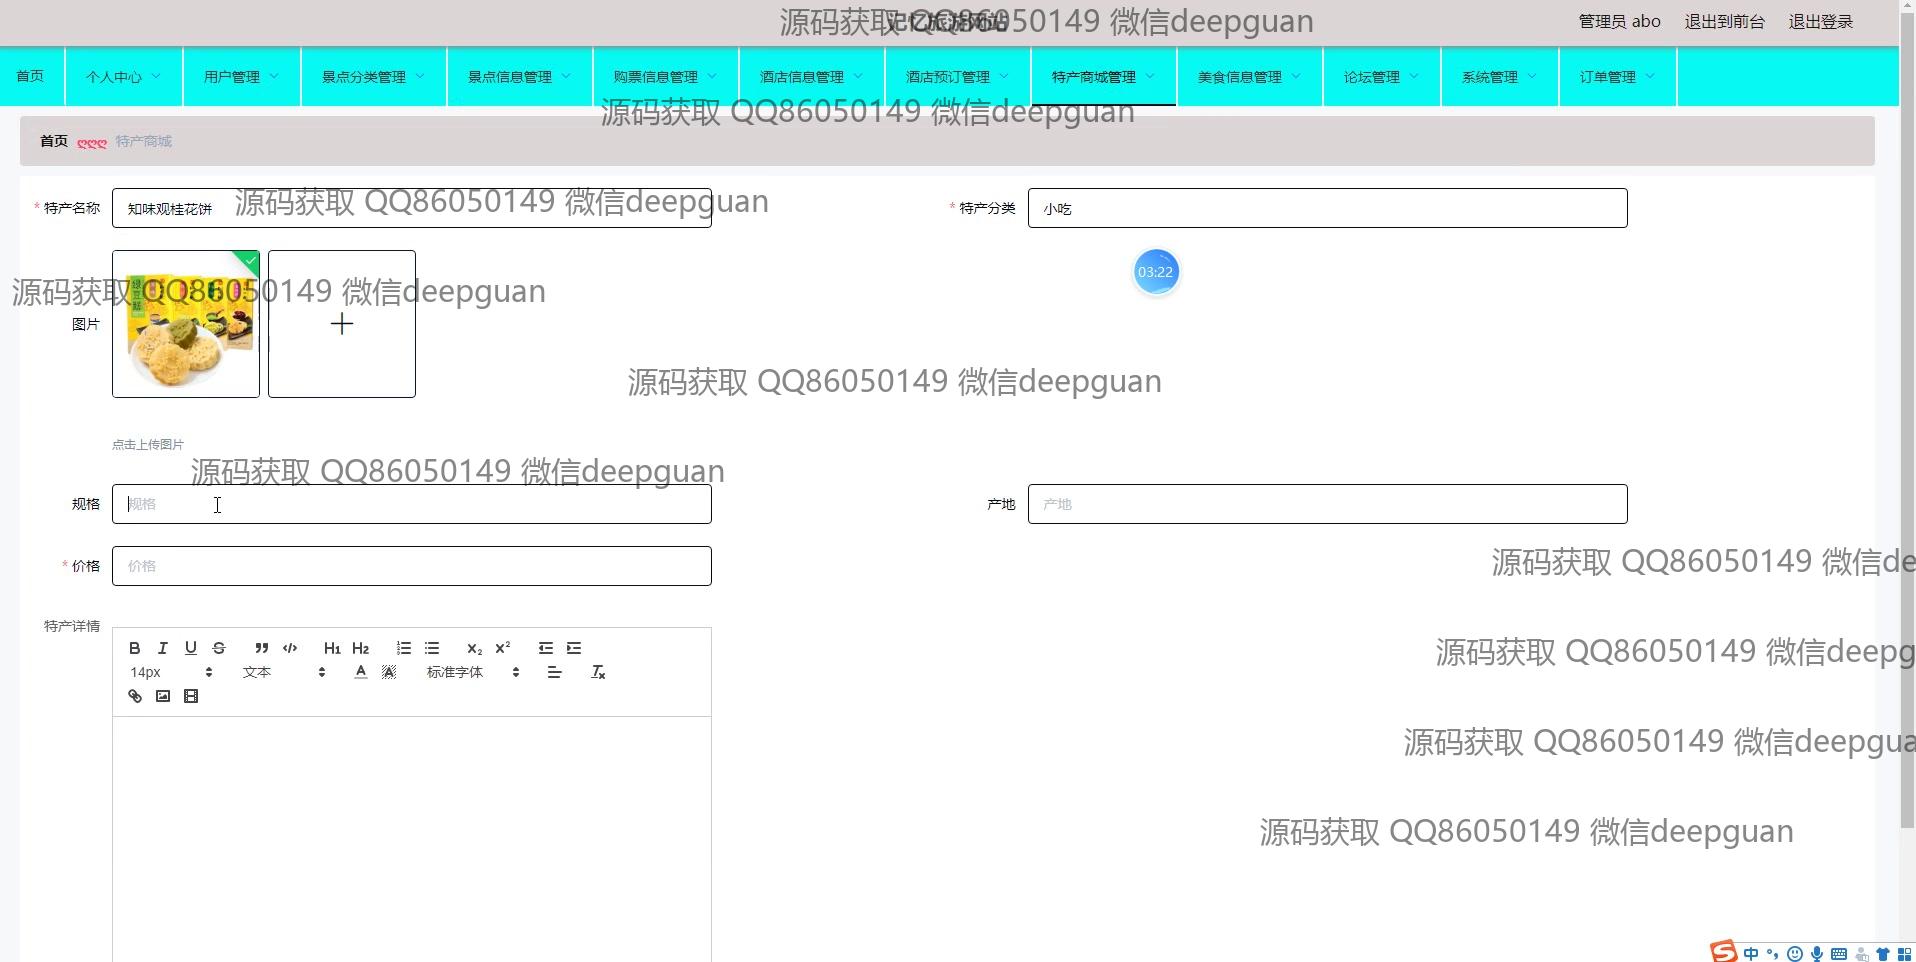 源码获取 QQ86050149 微信deepguan
管理员 abo 退出到前台 退出登录
首页 个人中心 用户管理 景点分类管理 景点信息管理 购票信息管理 酒店信息管理 酒店预订管理 特产商城管理 美食信息管理 论坛管理 系统管理 订单管理
源码获取 QQ86050149 微信deepguan
首页 特产商城
* 特产名称 知味观桂花饼 * 特产分类 小吃
源码获取 QQ86050149 微信deepguan
03:22
源码获取 QQ86050149 微信deepguan
图片
源码获取 QQ86050149 微信deepguan
点击上传图片
源码获取 QQ86050149 微信deepguan
规格 规格 产地 产地
* 价格 价格
源码获取 QQ86050149 微信de
特产详情
B I U S H1 H2 x2 x2
源码获取 QQ86050149 微信deepg
14px 文本 A A 标准字体 Tx
源码获取 QQ86050149 微信deepgua
源码获取 QQ86050149 微信deepguan
S 中